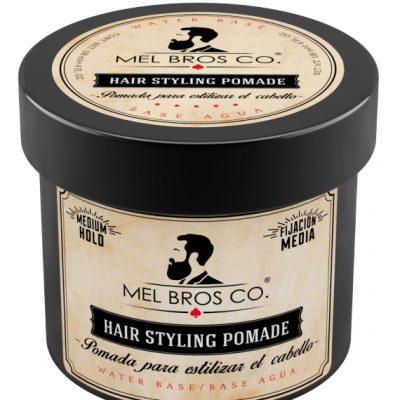 WATER BASE
MEL BROS CO.®
HAIR STYLING POMADE
Pomada para estilizar el cabello
BASE AGUA
MEDIUM
HOLD
FIJACIÓN
MEDIA
MEL BROS CO.®
HAIR STYLING POMADE
-Pomada para estilizar el cabello-
WATER BASE/BASE AGUA